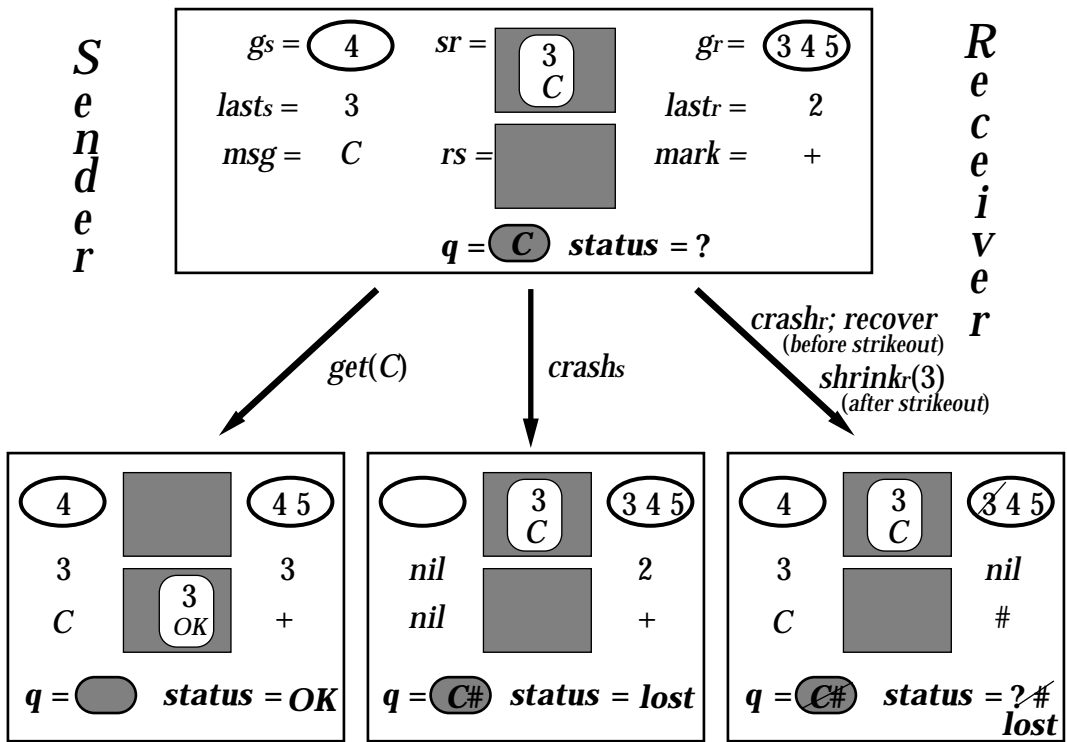 Sender
Receiver
gs = 4 sr = 3 C gr = 3 4 5
lasts = 3 lastr = 2
msg = C rs = mark = +
q = C status = ?
get(C)
crashs
crashr; recover
(before strikeout)
shrinkr(3)
(after strikeout)
4 4 5
3 3
C 3 OK +
q = status = OK
3 C 3 4 5
nil 2
nil +
q = C# status = lost
4 3 C 3 4 5
3 nil
C #
q = C# status = ? #
lost